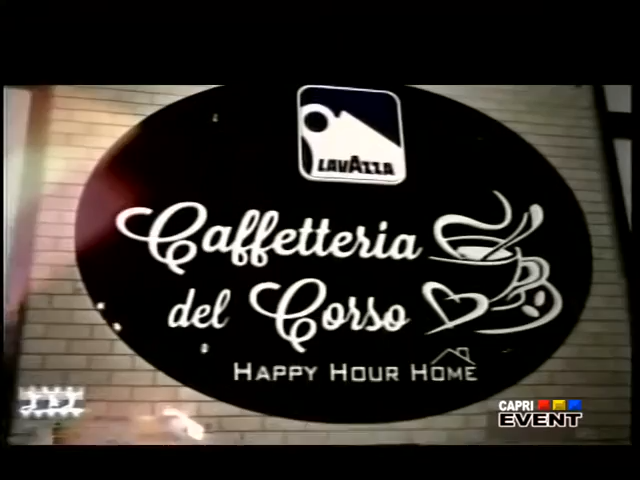 LAVAZZA
Caffetteria
del Corso
HAPPY HOUR HOME
CAPRI
EVENT